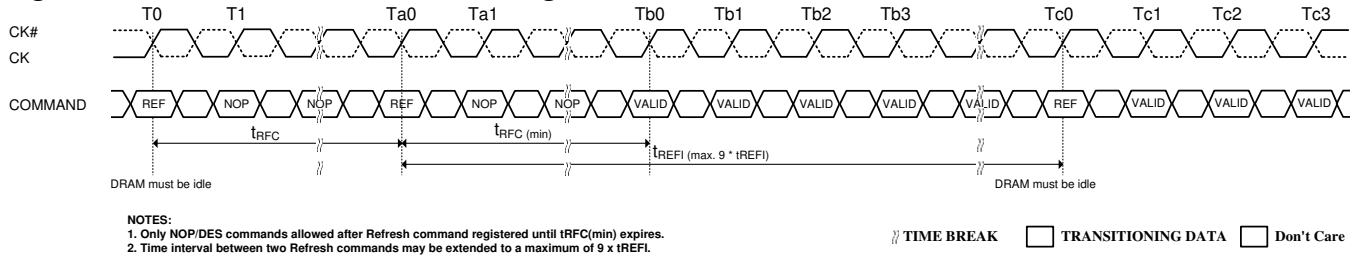 T0 T1 Ta0 Ta1 Tb0 Tb1 Tb2 Tb3 Tc0 Tc1 Tc2 Tc3
CK#
CK
COMMAND REF NOP NOP REF NOP NOP VALID VALID VALID VALID VALID REF VALID VALID VALID
tRFC tRFC (min)
tREFI (max. 9 * tREFI)
DRAM must be idle DRAM must be idle
NOTES:
1. Only NOP/DES commands allowed after Refresh command registered until tRFC(min) expires.
2. Time interval between two Refresh commands may be extended to a maximum of 9 x tREFI.
TIME BREAK TRANSITIONING DATA Don't Care